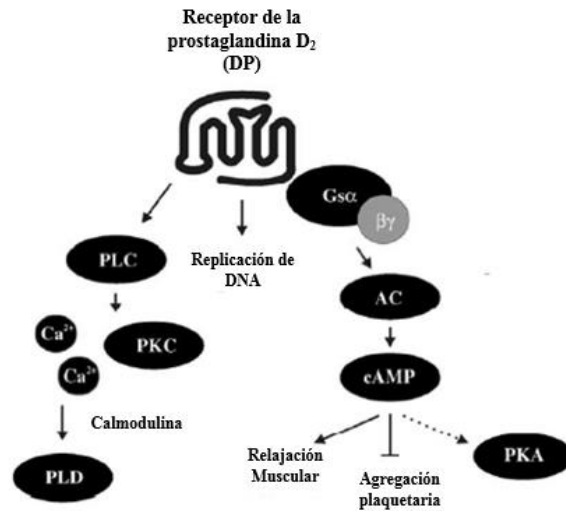 Receptor de la
prostaglandina D₂
(DP)
Gsα
βγ
PLC
Replicación de
DNA
AC
Ca²⁺
PKC
Ca²⁺
cAMP
Calmodulina
PLD
Relajación
Muscular
Agregación
plaquetaria
PKA